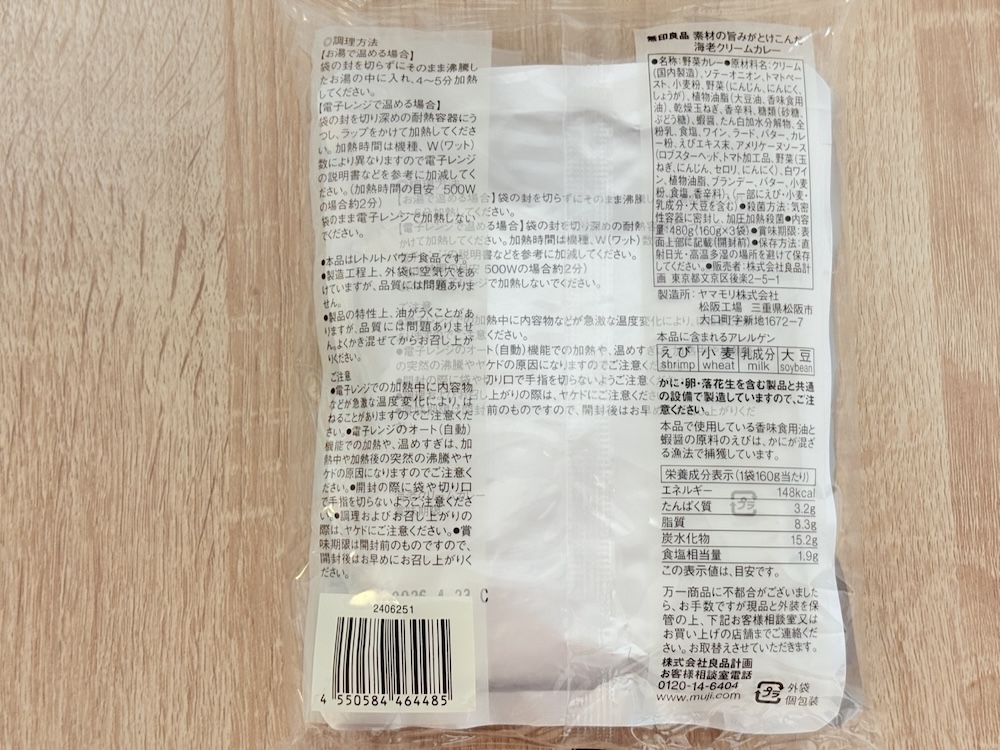 ◎調理方法
【お湯で温める場合】
袋の封を切らずにそのまま沸騰し
たお湯の中に入れ、4～5分加熱
してください。
【電子レンジで温める場合】
袋の封を切り深めの耐熱容器にう
つし、ラップをかけて加熱してくださ
い。加熱時間は機種、W（ワット）
数により異なりますので電子レンジ
の説明書などを参考に加減してく
ださい。（加熱時間の目安 500W
の場合約2分）
袋のまま電子レンジで加熱しない
でください。
●本品はレトルトパウチ食品です。
●製造工程上、外袋に空気穴をあ
けていますが、品質には問題ありま
せん。
●製品の特性上、油がうくことがあ
りますが、品質には問題ありませ
ん。よくかき混ぜてからお召し上が
りください。
ご注意
●電子レンジでの加熱中に内容物
などが急激な温度変化により、は
ねることがありますのでご注意くだ
さい。●電子レンジのオート（自動）
機能での加熱や、温めすぎは、加
熱中や加熱後の突然の沸騰やヤ
ケドの原因になりますのでご注意く
ださい。●開封の際に袋や切り口
で手指を切らないようご注意くださ
い。●調理およびお召し上がりの
際は、ヤケドにご注意ください。●賞
味期限は開封前のものですので、
開封後はお早めにお召し上がりく
ださい。
2406251
4 550584 464485
無印良品 素材の旨みがとけこんだ
海老クリームカレー
●名称：野菜カレー●原材料名：クリーム
（国内製造）、ソテーオニオン、トマトペー
スト、小麦粉、野菜（にんじん、にんにく、
しょうが）、植物油脂（大豆油、香味食用
油）、乾燥玉ねぎ、香辛料、糖類（砂糖、
ぶどう糖）、蝦醤、たん白加水分解物、全
粉乳、食塩、ワイン、ラード、バター、カレ
ー粉、えびエキス末、アメリケーヌソース
（ロブスターヘッド、トマト加工品、野菜（玉
ねぎ、にんじん、セロリ、にんにく）、白ワイ
ン、植物油脂、ブランデー、バター、小麦
粉、食塩、香辛料）、（一部にえび・小麦・
乳成分・大豆を含む）●殺菌方法：気密
性容器に密封し、加圧加熱殺菌●内容
量：480g（160g×3袋）●賞味期限：表
面上部に記載（開封前）●保存方法：直
射日光・高温多湿の場所を避けて保存
してください。●販売者：株式会社良品計
画 東京都文京区後楽2－5－1
製造所：ヤマモリ株式会社
松阪工場 三重県松阪市
大口町字新地1672－7
本品に含まれるアレルゲン
えび 小麦 乳成分 大豆
shrimp wheat milk soybean
かに・卵・落花生を含む製品と共通
の設備で製造していますので、ご注
意ください。
本品で使用している香味食用油と
蝦醤の原料のえびは、かにが混ざ
る漁法で捕獲しています。
栄養成分表示（1袋160g当たり）
エネルギー 148kcal
たんぱく質 3.2g
脂質 8.3g
炭水化物 15.2g
食塩相当量 1.9g
この表示値は、目安です。
万一商品に不都合がございました
ら、お手数ですが現品と外装を保
管の上、下記お客様相談室又は
お買い上げの店舗までご連絡くだ
さい。お取替えさせていただきます。
株式会社良品計画
お客様相談室電話
0120-14-6404
www.muji.com
プラ 外袋
個包装